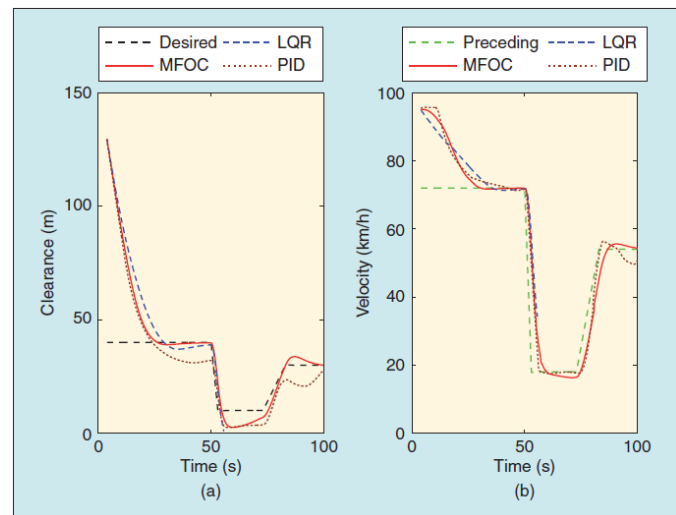 Desired LQR
MFOC PID
150
100
50
0
Clearance (m)
0 50 100
Time (s)
(a)
Preceding LQR
MFOC PID
100
80
60
40
20
0
Velocity (km/h)
0 50 100
Time (s)
(b)